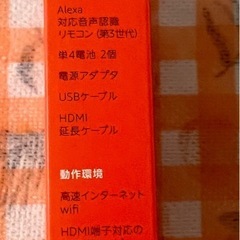 Alexa
対応音声認識
リモコン (第3世代)
単4電池 2個
電源アダプタ
USBケーブル
HDMI
延長ケーブル
動作環境
高速インターネット
wifi
HDMI端子対応の